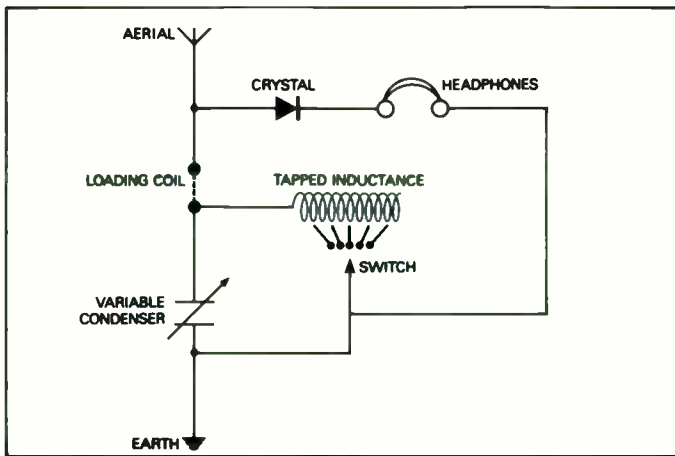 AERIAL
CRYSTAL
HEADPHONES
LOADING COIL
TAPPED INDUCTANCE
SWITCH
VARIABLE
CONDENSER
EARTH